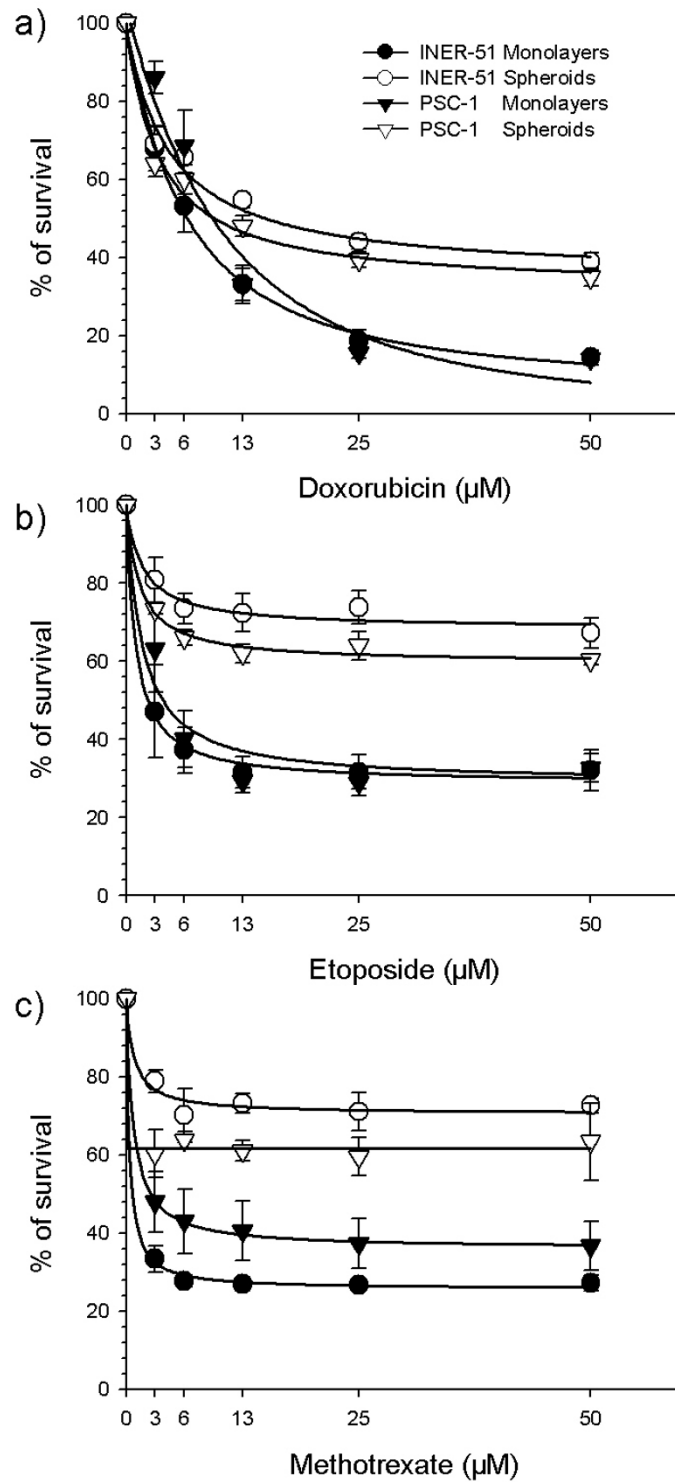 a)
100
80
60
40
20
0
% of survival
INER-51 Monolayers
INER-51 Spheroids
PSC-1 Monolayers
PSC-1 Spheroids
0 3 6 13 25 50
Doxorubicin (µM)
b)
100
80
60
40
20
0
% of survival
0 3 6 13 25 50
Etoposide (µM)
c)
100
80
60
40
20
0
% of survival
0 3 6 13 25 50
Methotrexate (µM)